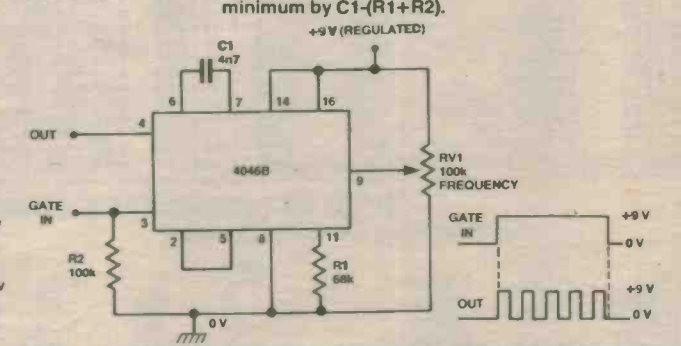 minimum by C1-(R1+R2).
+9 V (REGULATED)
C1
4n7
6
7
14
16
4
OUT
4046B
9
RV1
100k
FREQUENCY
GATE
IN
3
2
5
8
11
R2
100k
R1
68k
0 V
GATE
IN
+9 V
0 V
OUT
+9 V
0 V